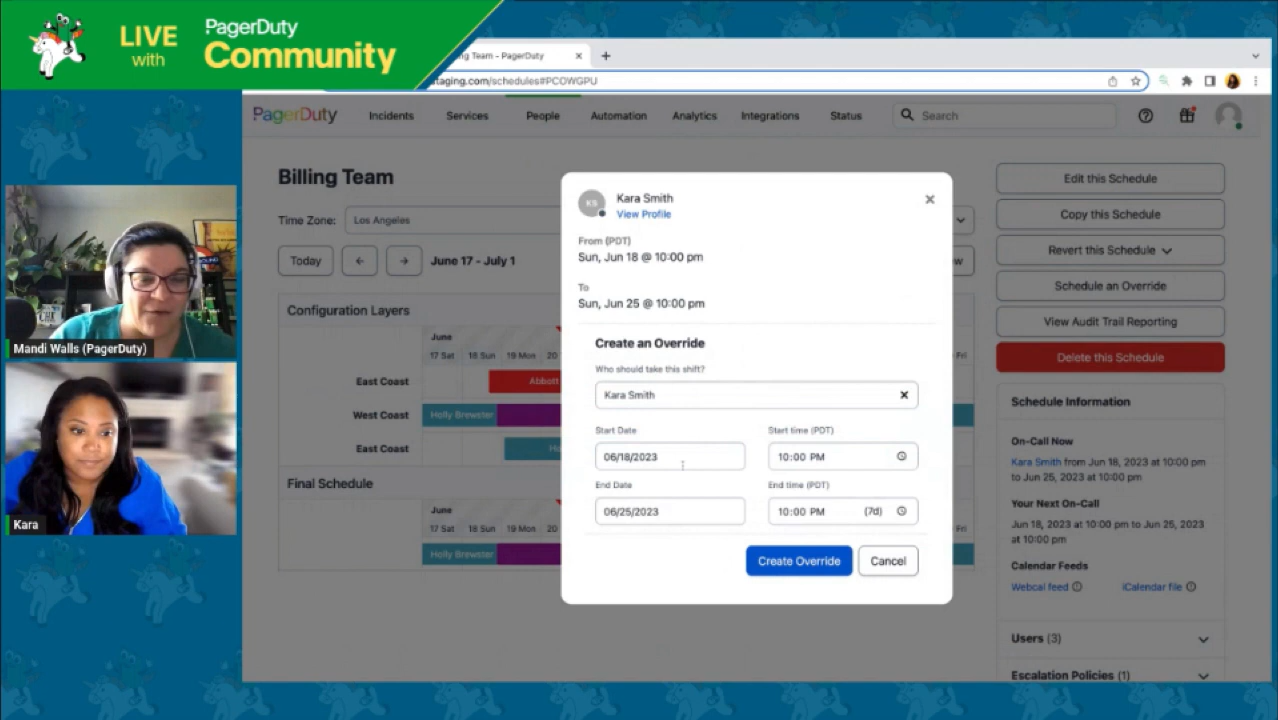 LIVE
with
PagerDuty
Community
ng Team - PagerDuty
taging.com/schedules#PCOWGPU
PagerDuty
Incidents
Services
People
Automation
Analytics
Integrations
Status
Search
Billing Team
Time Zone:
Los Angeles
Today
June 17 - July 1
Configuration Layers
June
17 Sat 18 Sun 19 Mon 20
East Coast
Abbott
West Coast
Holly Brewster
East Coast
Ho
Final Schedule
June
17 Sat 18 Sun 19 Mon 20
Holly Brewster
KS
Kara Smith
View Profile
From (PDT)
Sun, Jun 18 @ 10:00 pm
To
Sun, Jun 25 @ 10:00 pm
Create an Override
Who should take this shift?
Kara Smith
Start Date
Start time (PDT)
06/18/2023
10:00 PM
End Date
End time (PDT)
06/25/2023
10:00 PM (7d)
Create Override
Cancel
w
Fri
Fri
Edit this Schedule
Copy this Schedule
Revert this Schedule
Schedule an Override
View Audit Trail Reporting
Delete this Schedule
Schedule Information
On-Call Now
Kara Smith from Jun 18, 2023 at 10:00 pm
to Jun 25, 2023 at 10:00 pm
Your Next On-Call
Jun 18, 2023 at 10:00 pm to Jun 25, 2023
at 10:00 pm
Calendar Feeds
Webcal feed
iCalendar file
Users (3)
Escalation Policies (1)
Mandi Walls (PagerDuty)
Kara